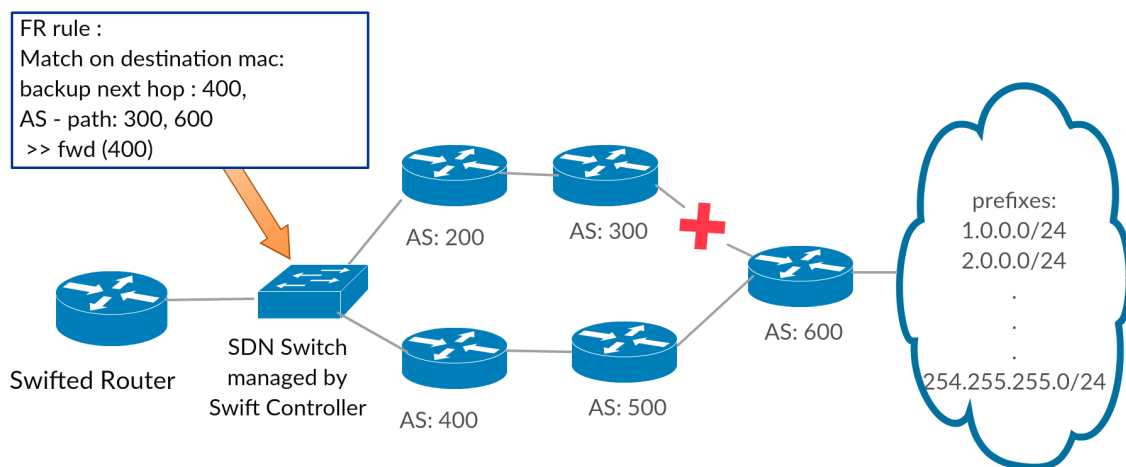 FR rule :
Match on destination mac:
backup next hop : 400,
AS - path: 300, 600
>> fwd (400)
AS: 200
AS: 300
prefixes:
1.0.0.0/24
2.0.0.0/24
.
.
.
254.255.255.0/24
AS: 600
SDN Switch
managed by
Swift Controller
Swifted Router
AS: 400
AS: 500